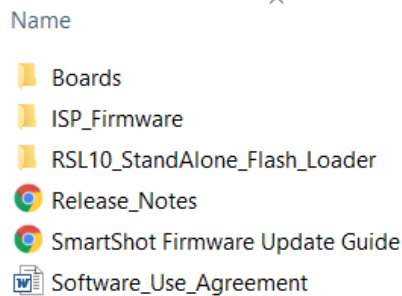 Name
Boards
ISP_Firmware
RSL10_StandAlone_Flash_Loader
Release_Notes
SmartShot Firmware Update Guide
Software_Use_Agreement